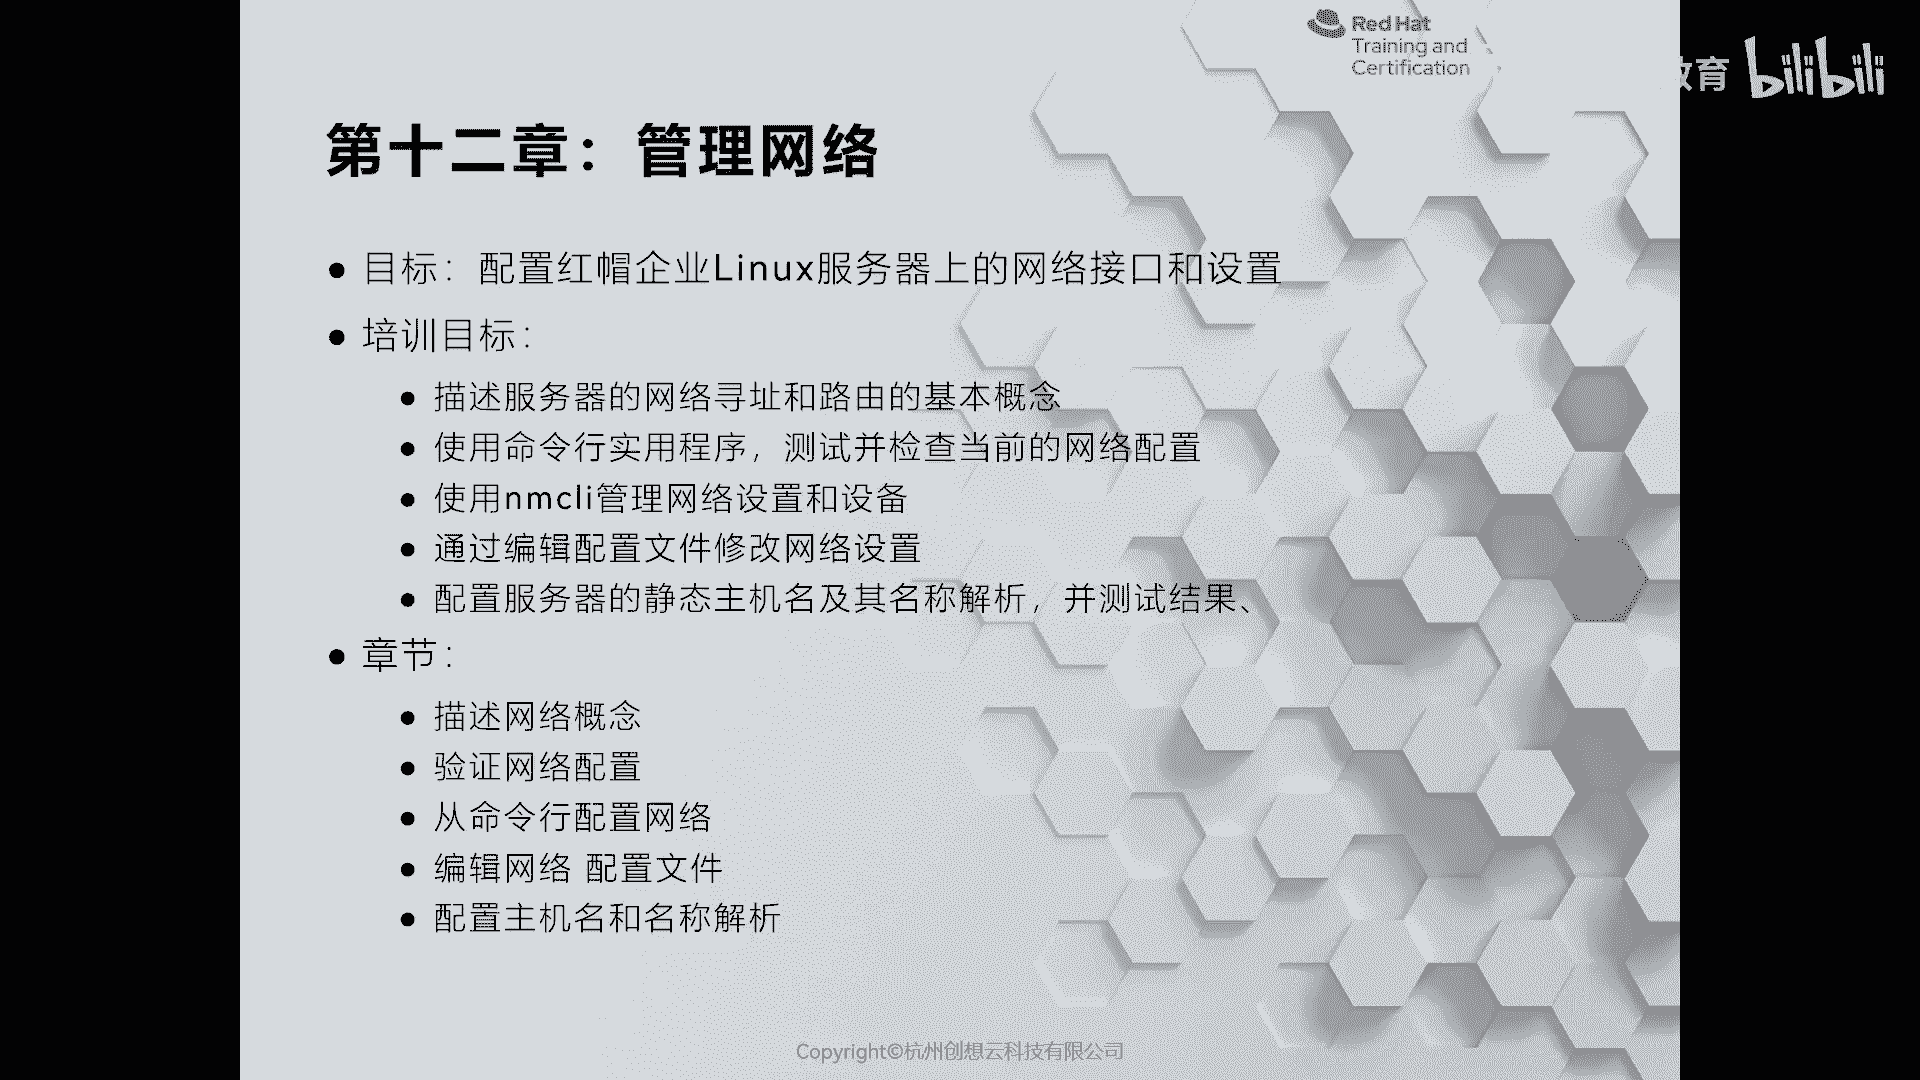 Red Hat
Training and
Certification
教育 bilibili
第十二章：管理网络
● 目标：配置红帽企业Linux服务器上的网络接口和设置
● 培训目标：
● 描述服务器的网络寻址和路由的基本概念
● 使用命令行实用程序，测试并检查当前的网络配置
● 使用nmcli管理网络设置和设备
● 通过编辑配置文件修改网络设置
● 配置服务器的静态主机名及其名称解析，并测试结果、
● 章节：
● 描述网络概念
● 验证网络配置
● 从命令行配置网络
● 编辑网络 配置文件
● 配置主机名和名称解析
Copyright©杭州创想云科技有限公司